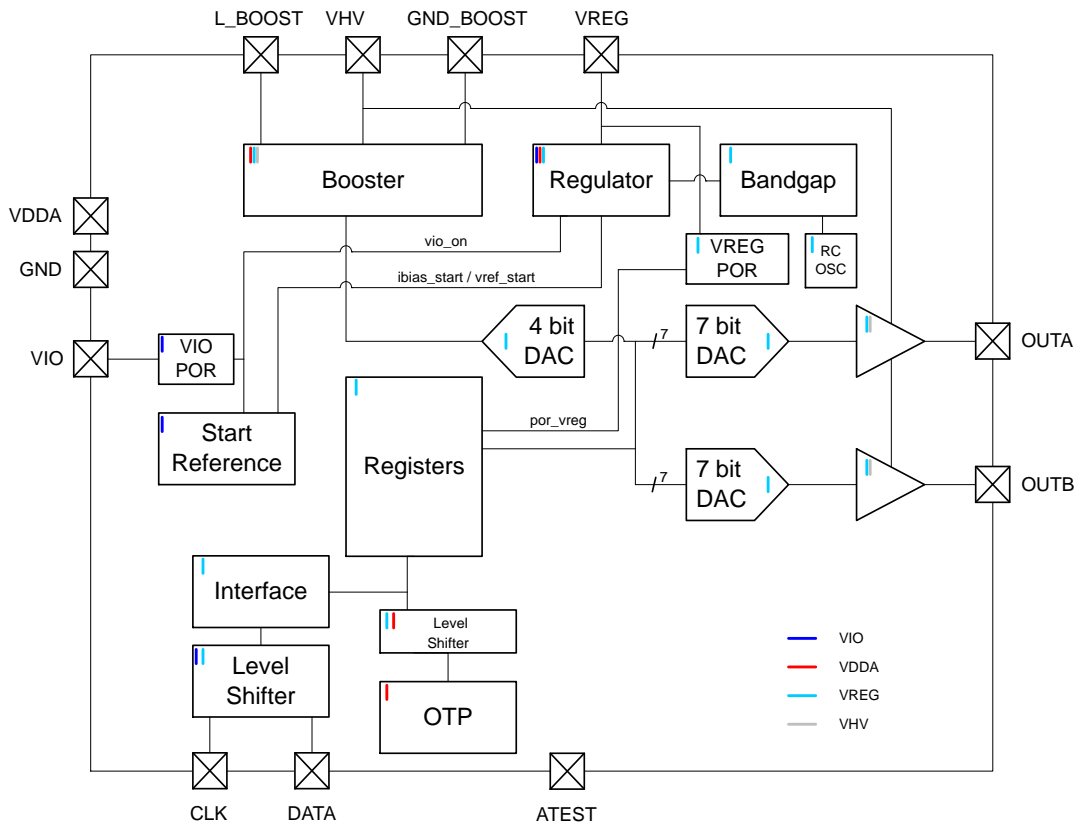 L_BOOST
VHV
GND_BOOST
VREG
Booster
Regulator
Bandgap
VDDA
GND
vio_on
VREG
POR
RC
OSC
ibias_start / vref_start
VIO
VIO
POR
4 bit
DAC
7
7 bit
DAC
OUTA
Start
Reference
Registers
por_vreg
7
7 bit
DAC
OUTB
Interface
Level
Shifter
Level
Shifter
OTP
VIO
VDDA
VREG
VHV
CLK
DATA
ATEST